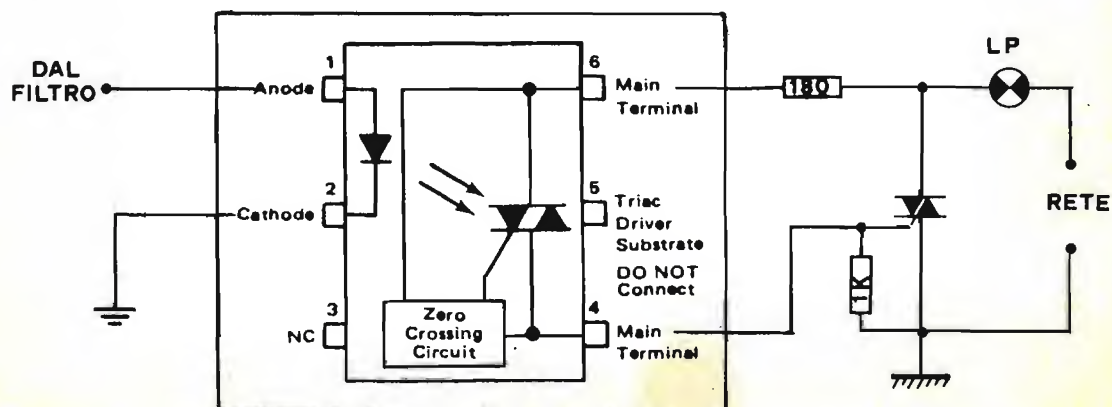 DAL
FILTRO
1
Anode
2
Cathode
3
NC
Zero
Crossing
Circuit
6
Main
Terminal
5
Triac
Driver
Substrate
DO NOT
Connect
4
Main
Terminal
180
1K
LP
RETE